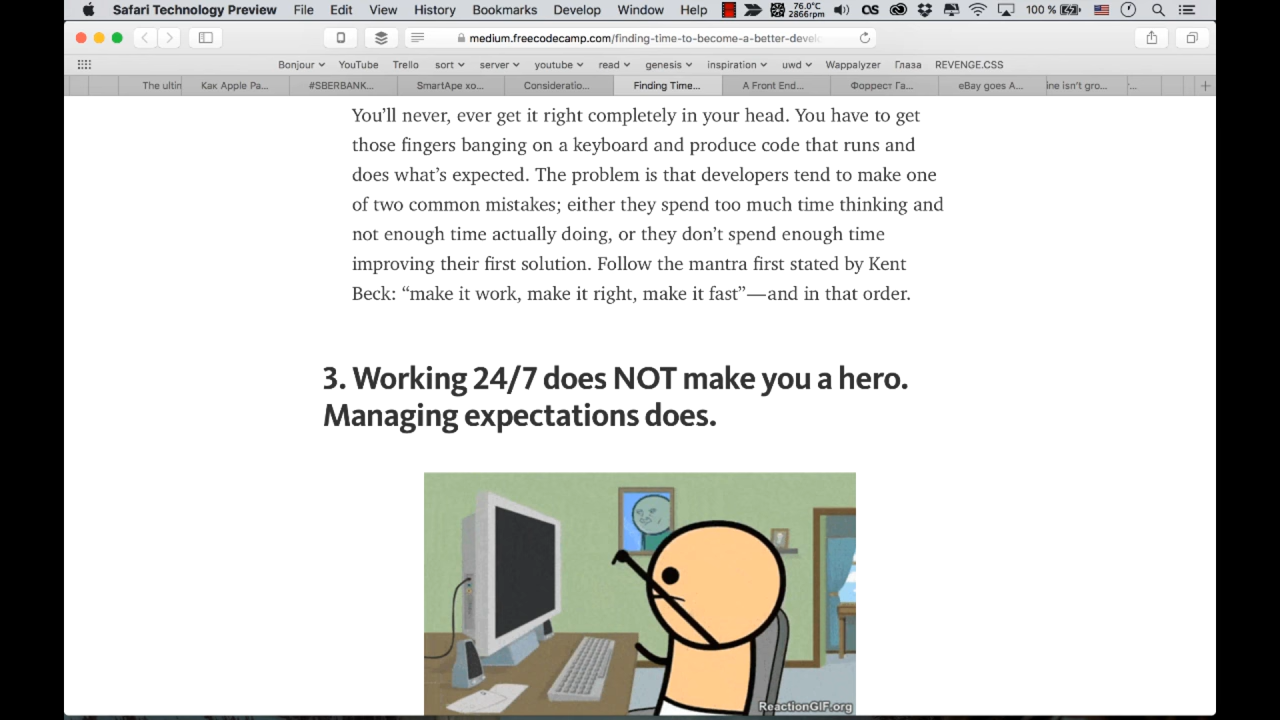 Safari Technology Preview File Edit View History Bookmarks Develop Window Help 76.0°C 2866rpm 100 %
medium.freecodecamp.com/finding-time-to-become-a-better-develo
Bonjour YouTube Trello sort server youtube read genesis inspiration uwd Wappalyzer Глаза REVENGE.CSS
The ultin Как Apple Pa... #SBERBANK... SmartApe xo... Consideratio... Finding Time... A Front End... Форрест Га... eBay goes A... ine isn't gro... '...
You’ll never, ever get it right completely in your head. You have to get
those fingers banging on a keyboard and produce code that runs and
does what’s expected. The problem is that developers tend to make one
of two common mistakes; either they spend too much time thinking and
not enough time actually doing, or they don’t spend enough time
improving their first solution. Follow the mantra first stated by Kent
Beck: “make it work, make it right, make it fast”—and in that order.
3. Working 24/7 does NOT make you a hero.
Managing expectations does.
ReactionGIF.org